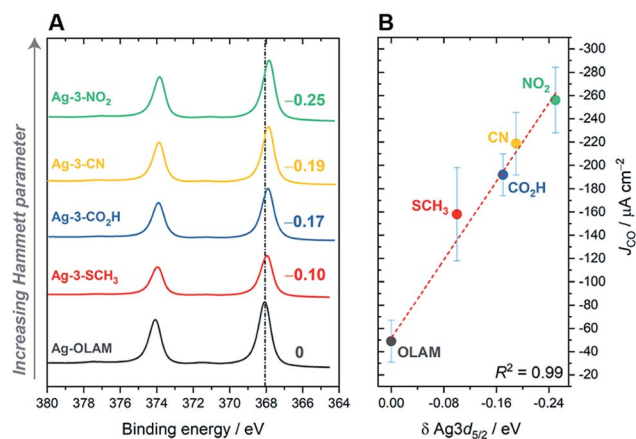 A
Increasing Hammett parameter
Ag-3-NO₂
−0.25
Ag-3-CN
−0.19
Ag-3-CO₂H
−0.17
Ag-3-SCH₃
−0.10
Ag-OLAM
0
380 378 376 374 372 370 368 366 364
Binding energy / eV
B
NO₂
CN
CO₂H
SCH₃
OLAM
R² = 0.99
-300
-280
-260
-240
-220
-200
-180
-160
-140
-120
-100
-80
-60
-40
-20
J_CO / μA cm⁻²
0.00 -0.08 -0.16 -0.24
δ Ag3d₅/₂ / eV